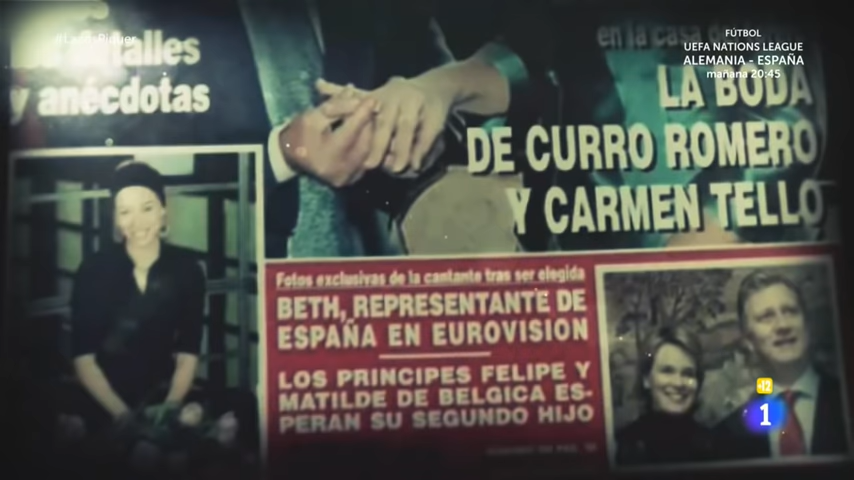 FÚTBOL
UEFA NATIONS LEAGUE
ALEMANIA - ESPAÑA
mañana 20:45
y anécdotas
en la casa
LA BODA
DE CURRO ROMERO
Y CARMEN TELLO
Fotos exclusivas de la cantante tras ser elegida
BETH, REPRESENTANTE DE
ESPAÑA EN EUROVISION
LOS PRINCIPES FELIPE Y
MATILDE DE BELGICA ES-
PERAN SU SEGUNDO HIJO
+12
1